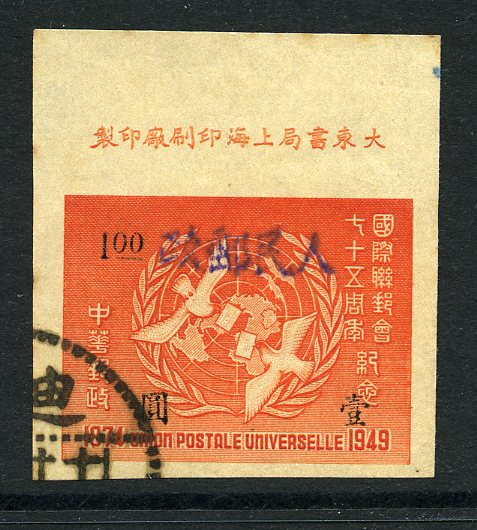 大東書局上海印刷廠印製
國際聯郵會
七十五周年紀念
1.00
人民郵政
中華郵政
壹
圓
1874 UNION POSTALE UNIVERSELLE 1949
迪